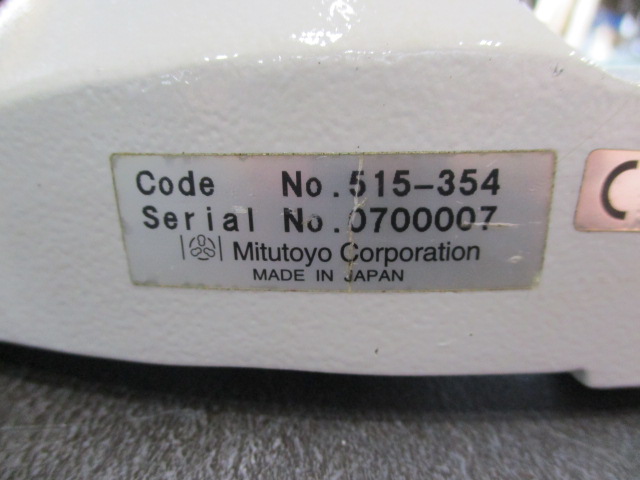 Code No.515-354
Serial No.0700007
Mitutoyo Corporation
MADE IN JAPAN